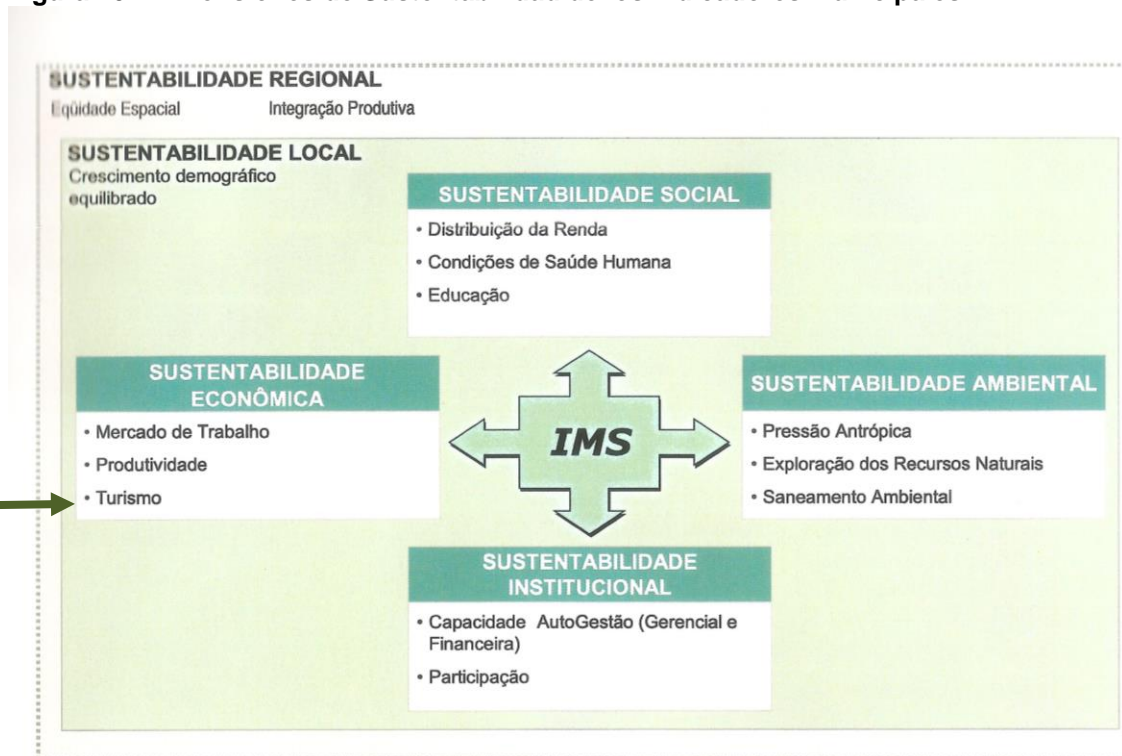 SUSTENTABILIDADE REGIONAL
Eqüidade Espacial Integração Produtiva
SUSTENTABILIDADE LOCAL
Crescimento demográfico
equilibrado
SUSTENTABILIDADE SOCIAL
• Distribuição da Renda
• Condições de Saúde Humana
• Educação
SUSTENTABILIDADE
ECONÔMICA
• Mercado de Trabalho
• Produtividade
• Turismo
IMS
SUSTENTABILIDADE AMBIENTAL
• Pressão Antrópica
• Exploração dos Recursos Naturais
• Saneamento Ambiental
SUSTENTABILIDADE
INSTITUCIONAL
• Capacidade AutoGestão (Gerencial e
Financeira)
• Participação